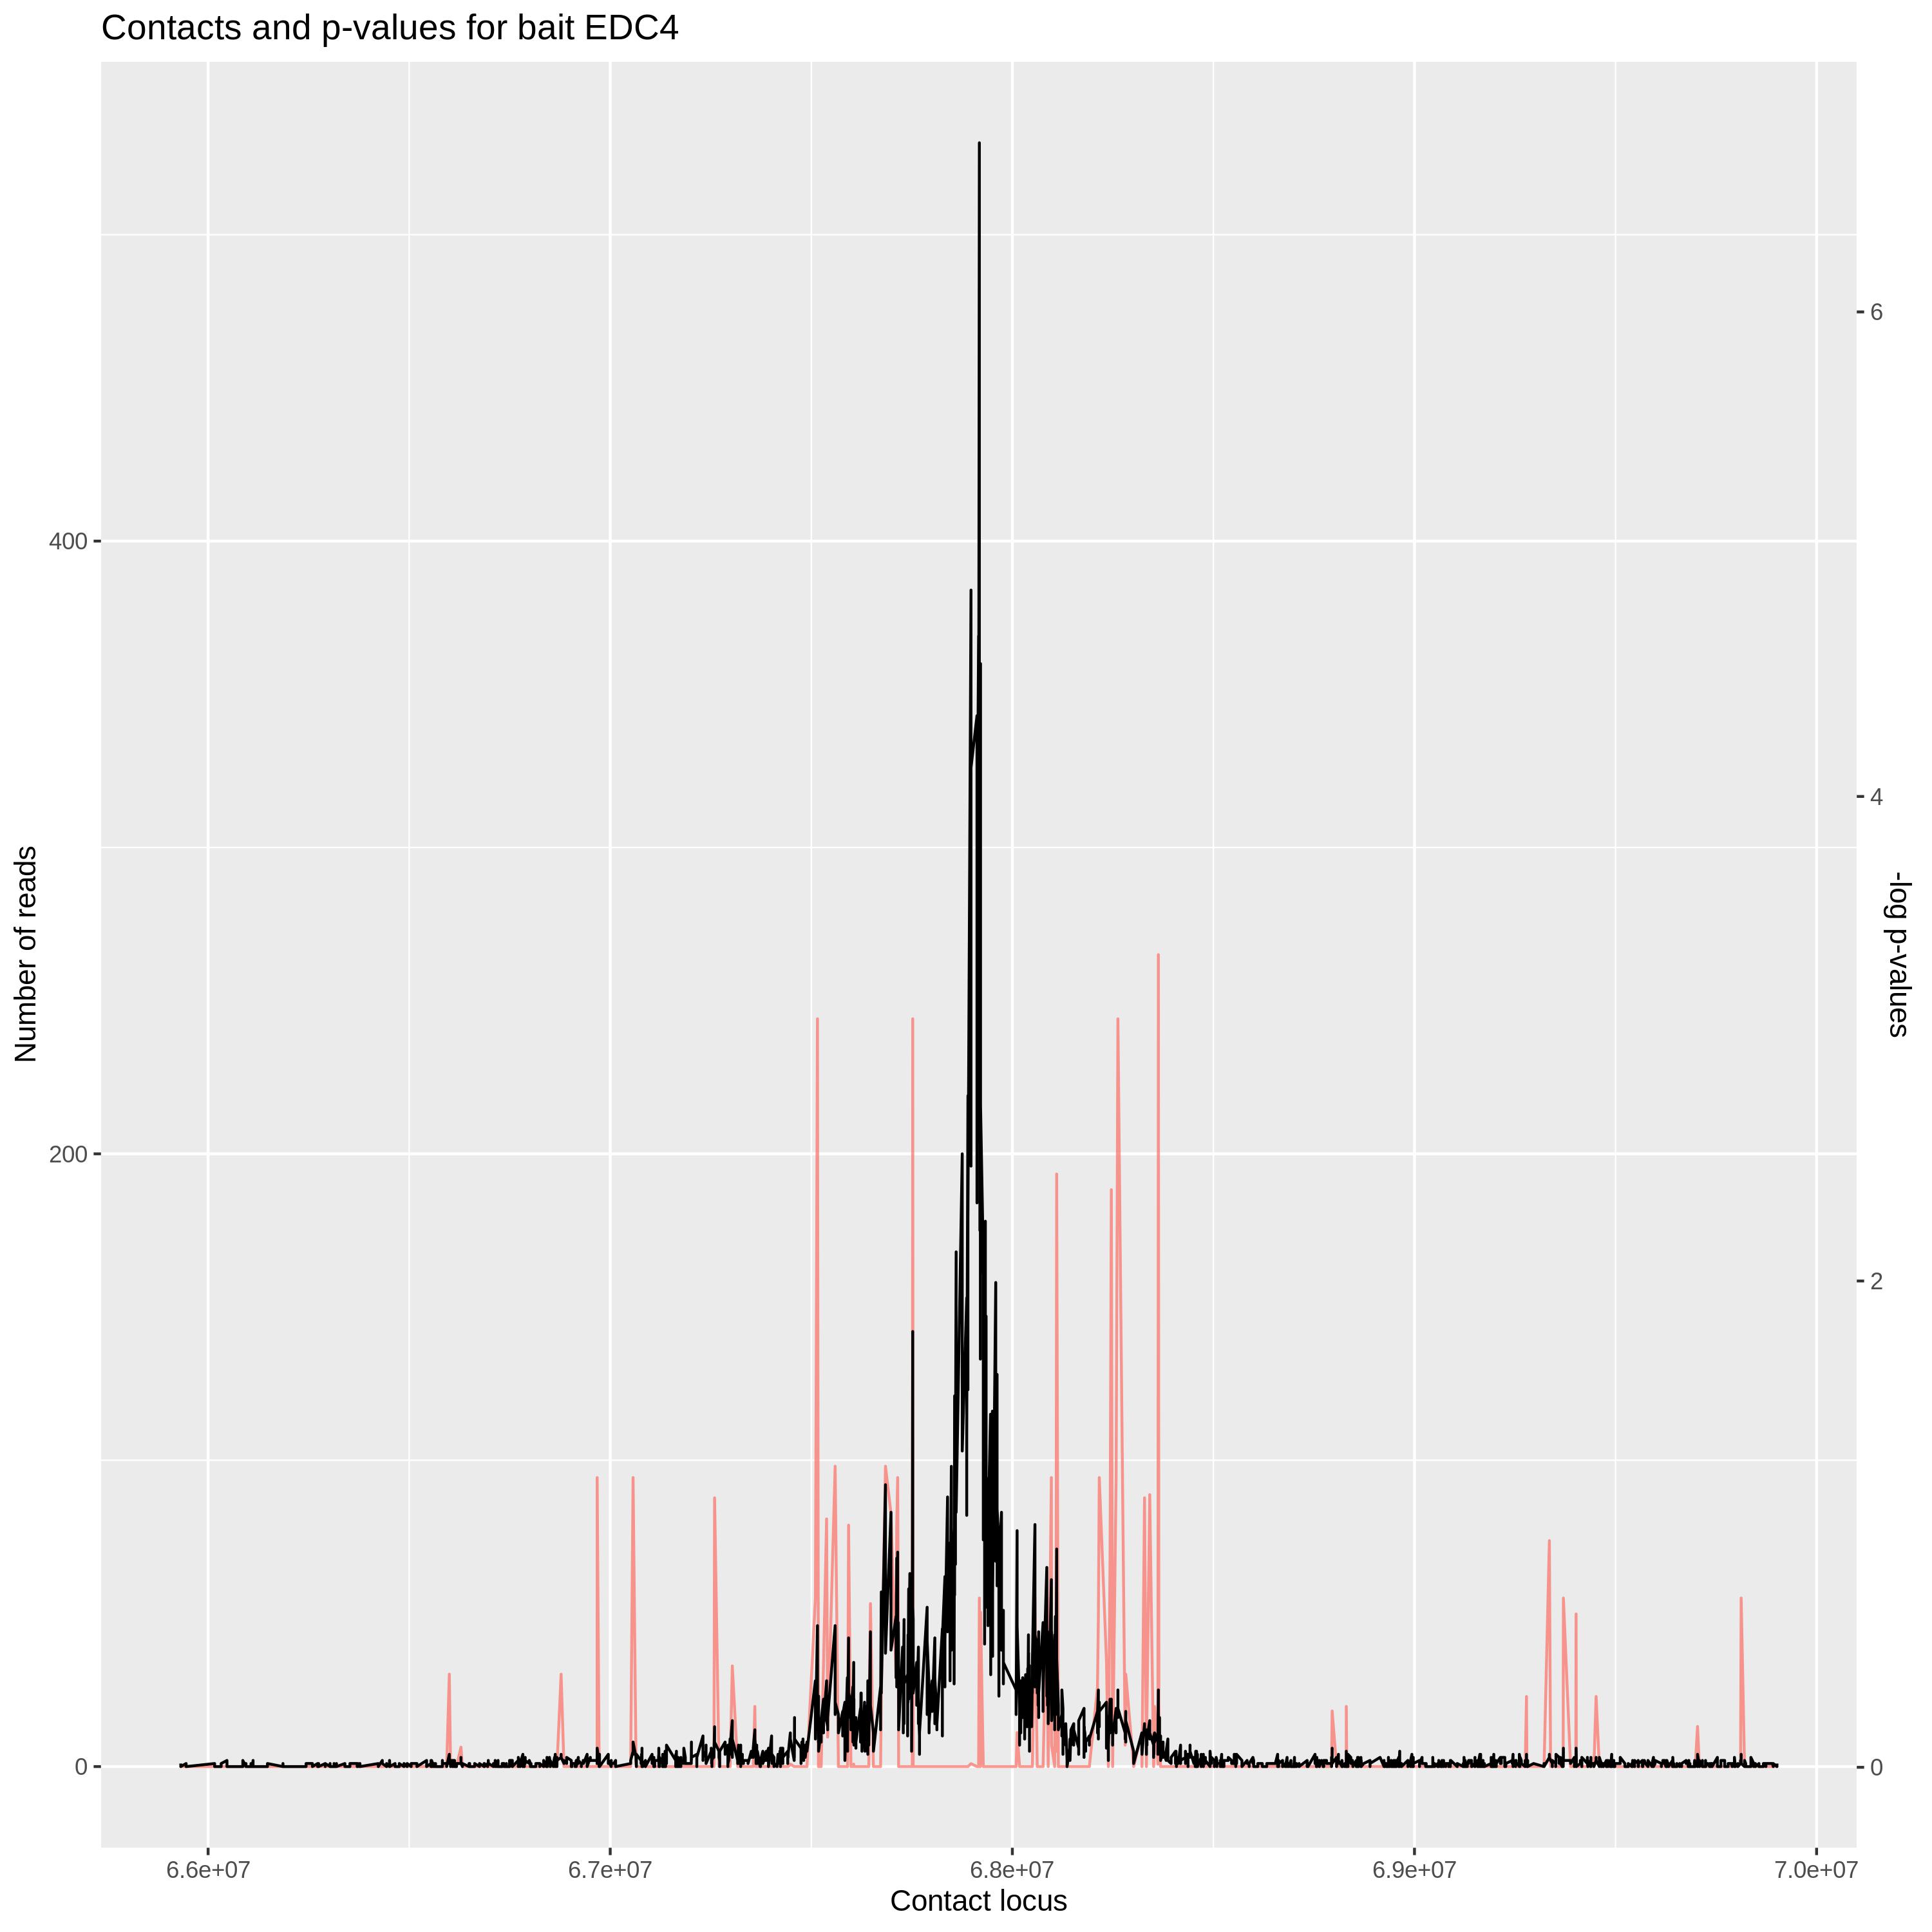 Contacts and p-values for bait EDC4
Number of reads
400
200
0
6
4
2
0
-log p-values
6.6e+07
6.7e+07
6.8e+07
6.9e+07
7.0e+07
Contact locus